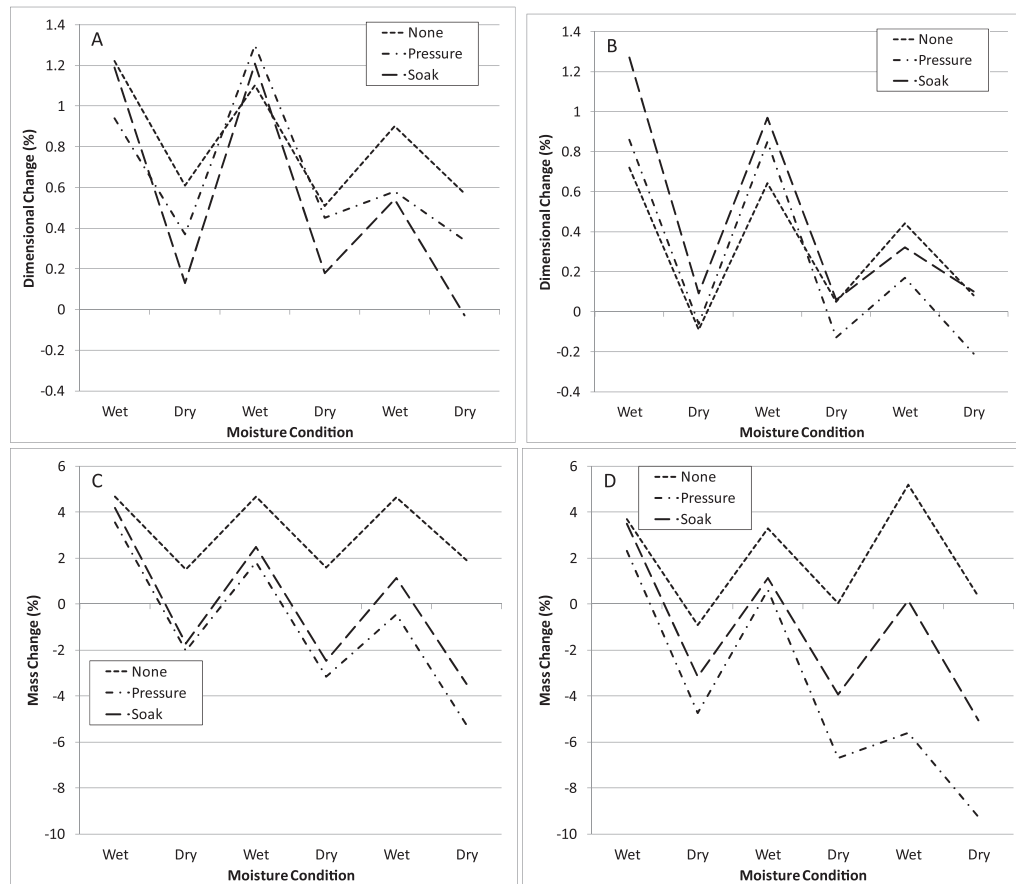 A
None
Pressure
Soak
1.4
1.2
1
0.8
0.6
0.4
0.2
0
-0.2
-0.4
Dimensional Change (%)
Wet Dry Wet Dry Wet Dry
Moisture Condition
B
None
Pressure
Soak
1.4
1.2
1
0.8
0.6
0.4
0.2
0
-0.2
-0.4
Dimensional Change (%)
Wet Dry Wet Dry Wet Dry
Moisture Condition
C
None
Pressure
Soak
6
4
2
0
-2
-4
-6
-8
-10
Mass Change (%)
Wet Dry Wet Dry Wet Dry
Moisture Condition
D
None
Pressure
Soak
6
4
2
0
-2
-4
-6
-8
-10
Mass Change (%)
Wet Dry Wet Dry Wet Dry
Moisture Condition